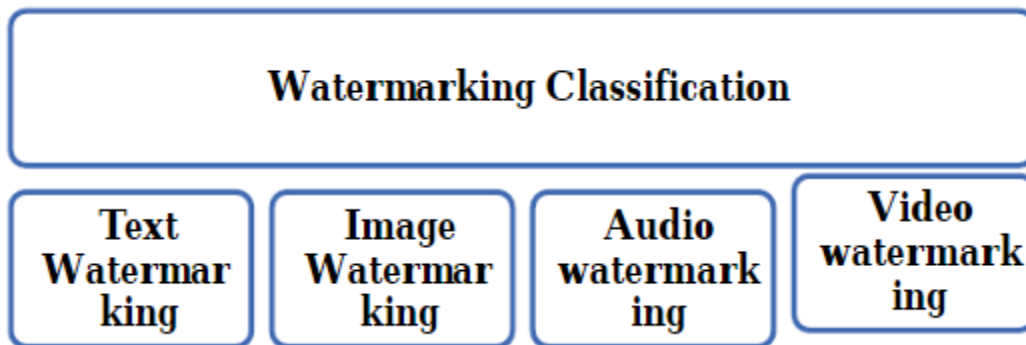 Watermarking Classification
Text
Watermar
king
Image
Watermar
king
Audio
watermark
ing
Video
watermark
ing